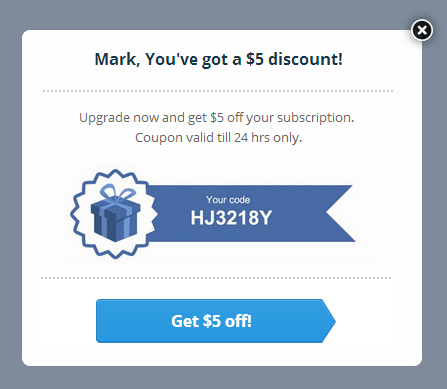 Mark, You've got a $5 discount!
Upgrade now and get $5 off your subscription.
Coupon valid till 24 hrs only.
Your code
HJ3218Y
Get $5 off!